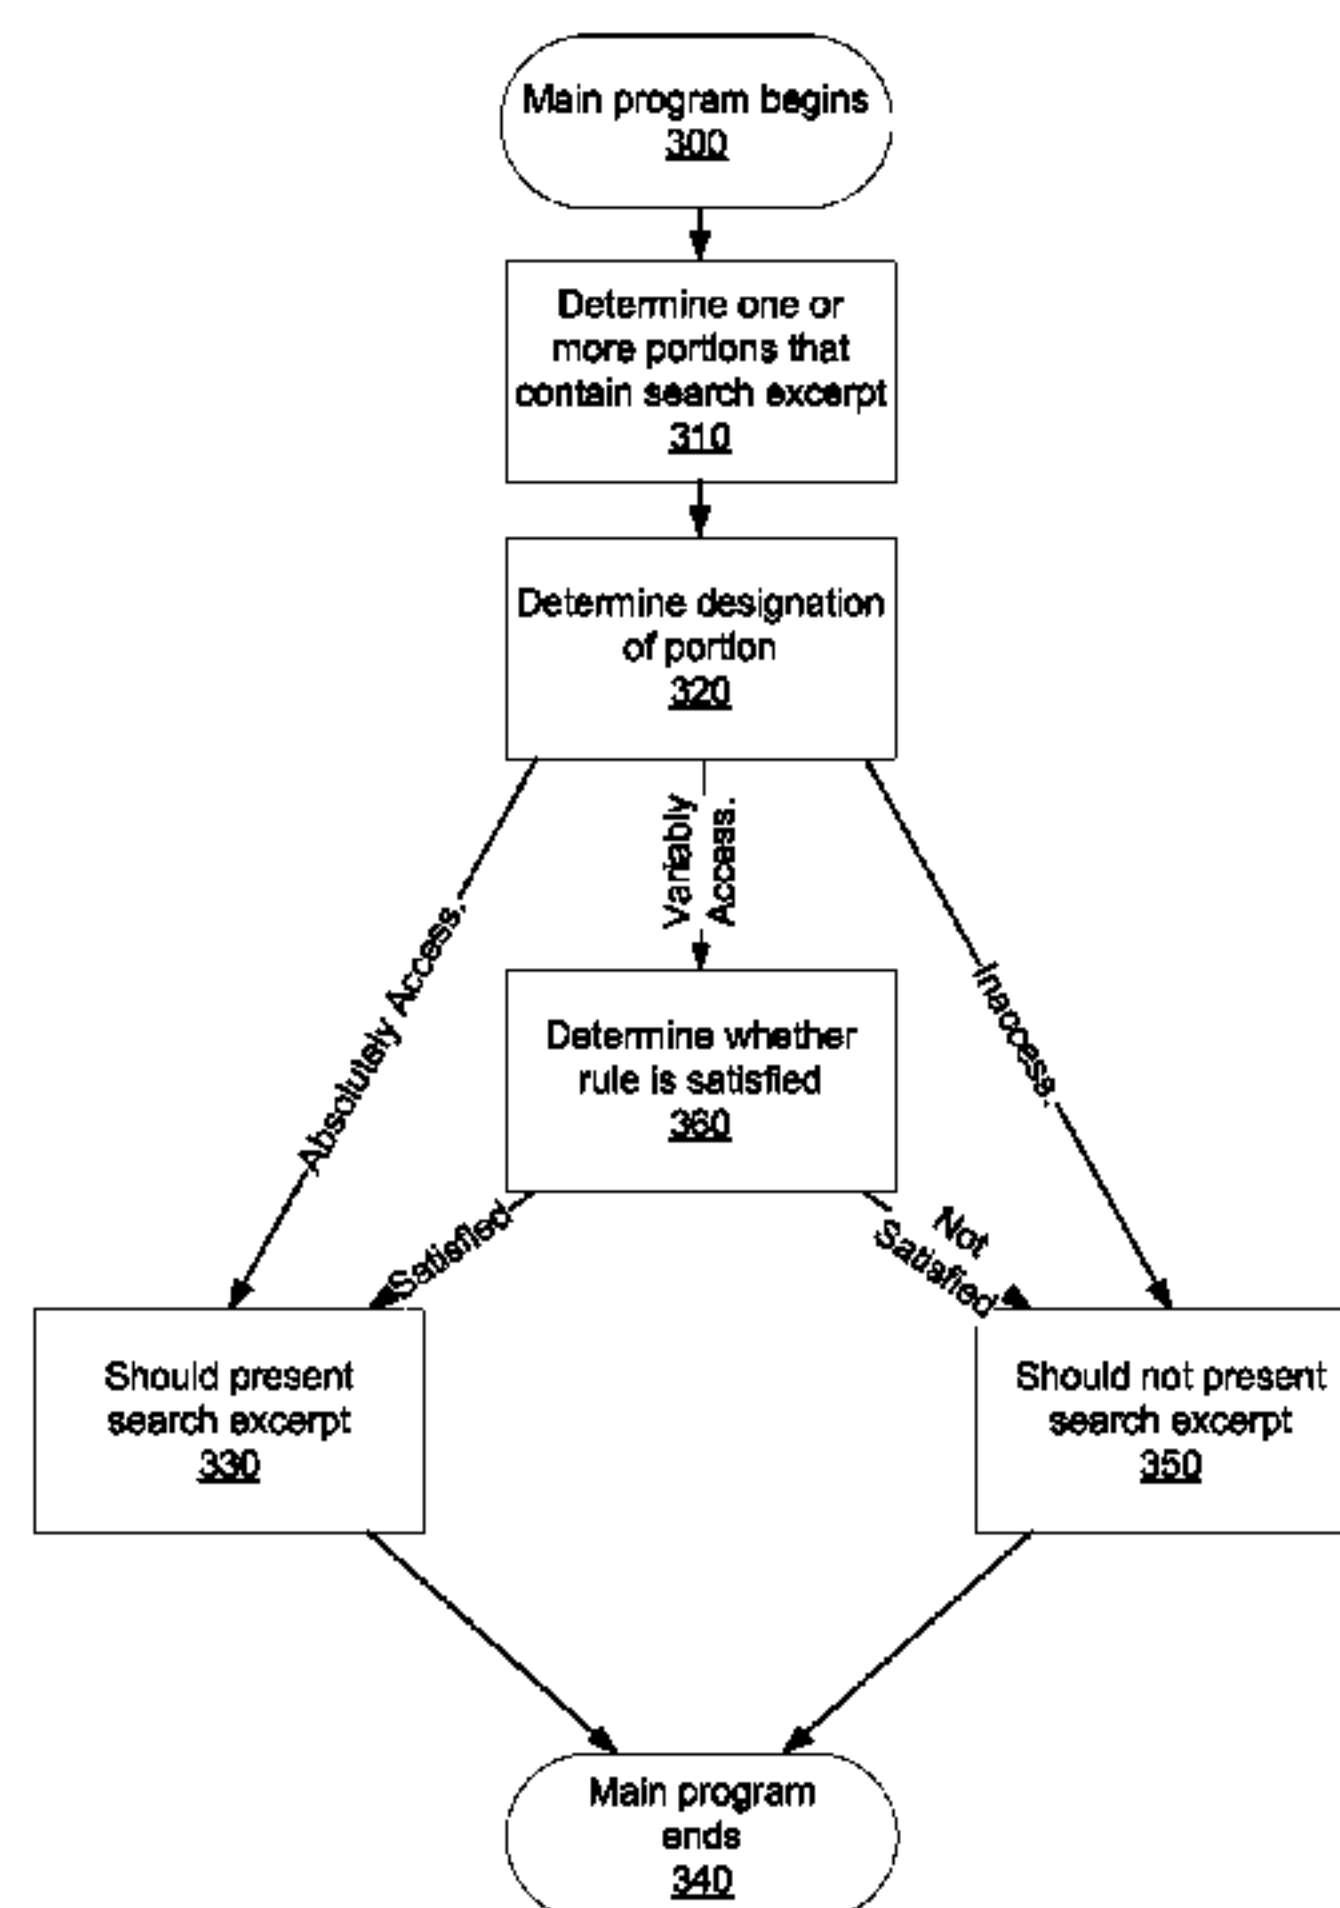 Main program begins
300
Determine one or
more portions that
contain search excerpt
310
Determine designation
of portion
320
Absolutely Access.
Variably
Access.
Inaccess.
Determine whether
rule is satisfied
360
Satisfied
Not
Satisfied
Should present
search excerpt
330
Should not present
search excerpt
350
Main program
ends
340